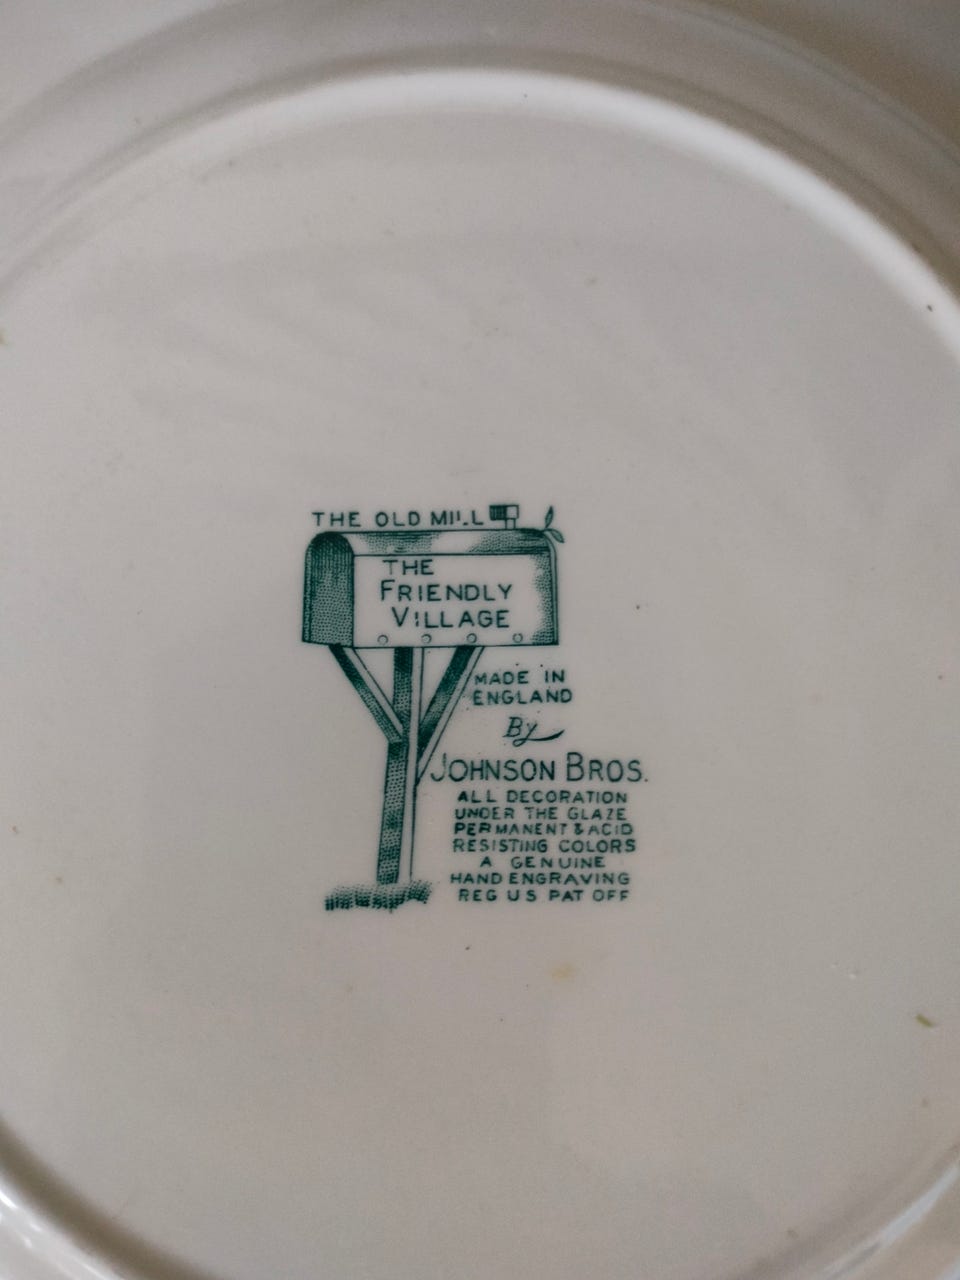 THE OLD MILL
THE
FRIENDLY
VILLAGE
MADE IN
ENGLAND
By
JOHNSON BROS.
ALL DECORATION
UNDER THE GLAZE
PERMANENT & ACID
RESISTING COLORS
A GENUINE
HAND ENGRAVING
REG US PAT OFF